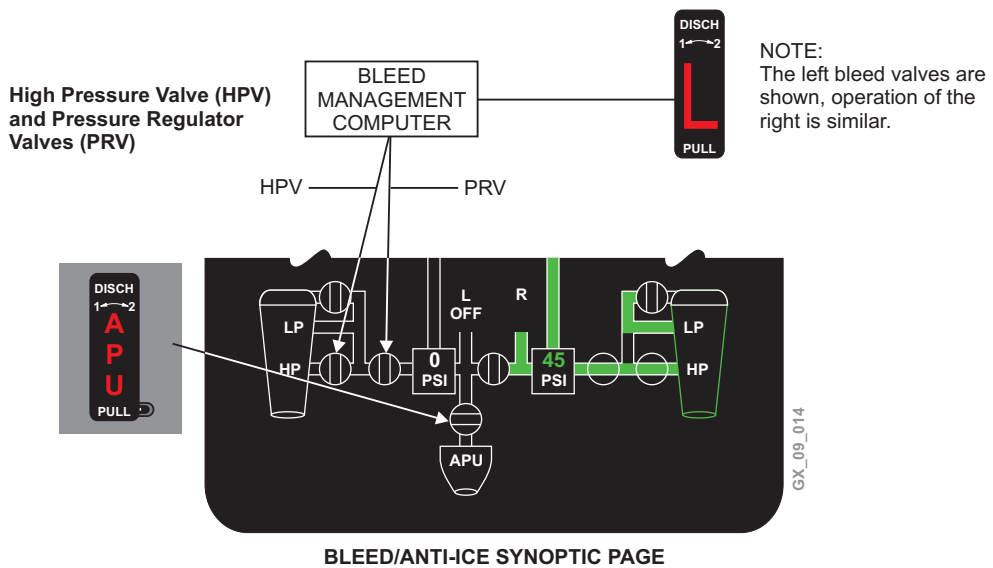 DISCH
1 2
L
PULL
NOTE:
The left bleed valves are
shown, operation of the
right is similar.
High Pressure Valve (HPV)
and Pressure Regulator
Valves (PRV)
BLEED
MANAGEMENT
COMPUTER
HPV
PRV
DISCH
1 2
A
P
U
PULL
L
OFF
R
LP
HP
0
PSI
45
PSI
LP
HP
APU
GX_09_014
BLEED/ANTI-ICE SYNOPTIC PAGE